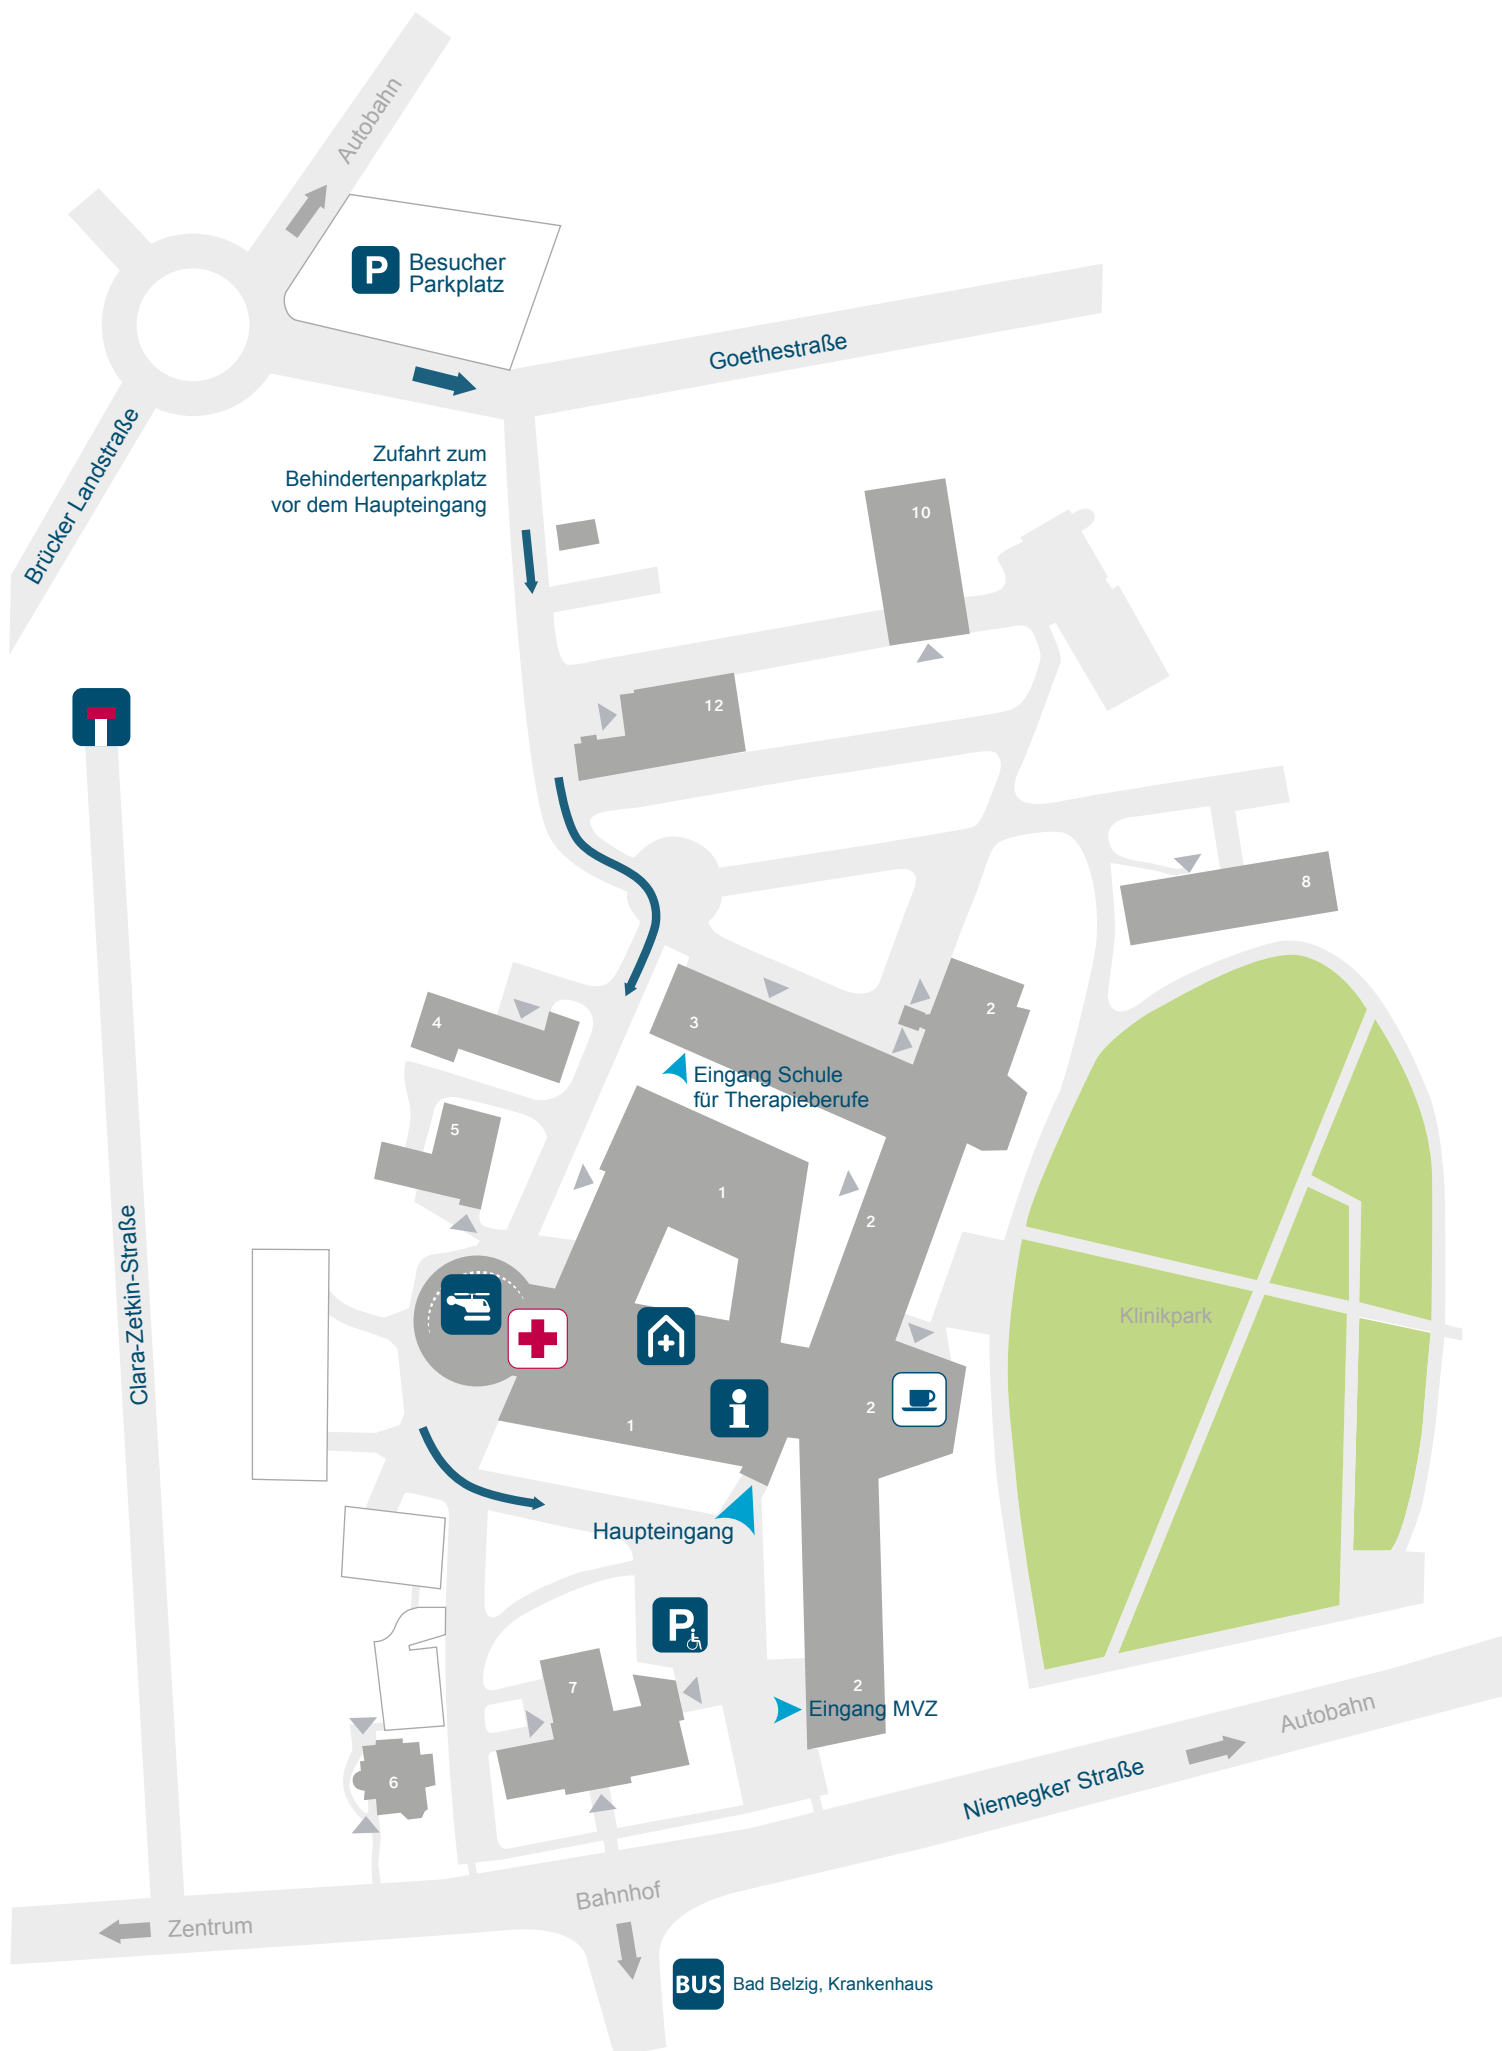 Autobahn
P
Besucher
Parkplatz
Goethestraße
Brücker Landstraße
Zufahrt zum
Behindertenparkplatz
vor dem Haupteingang
10
12
8
4
3
2
Eingang Schule
für Therapieberufe
5
1
2
Clara-Zetkin-Straße
Klinikpark
2
1
Haupteingang
P
7
2
Eingang MVZ
Autobahn
6
Niemegker Straße
Bahnhof
Zentrum
BUS
Bad Belzig, Krankenhaus